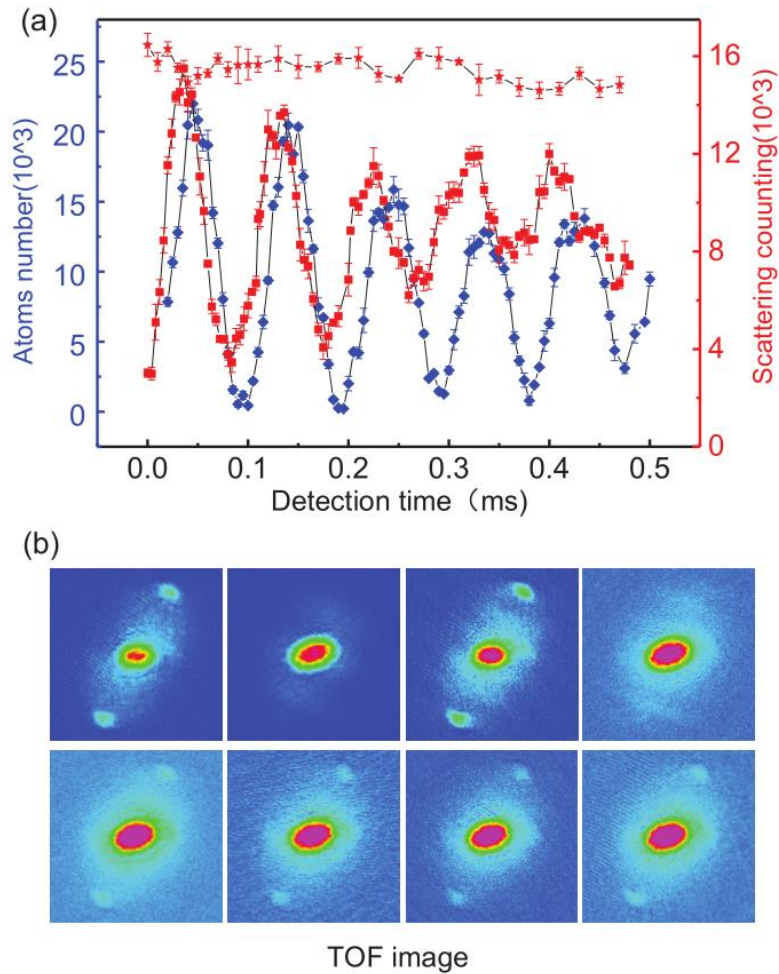 (a)
25
20
15
10
5
0
Atoms number(10^3)
16
12
8
4
0
Scattering couunting(10^3)
0.0 0.1 0.2 0.3 0.4 0.5
Detection time（ms)
(b)
TOF image